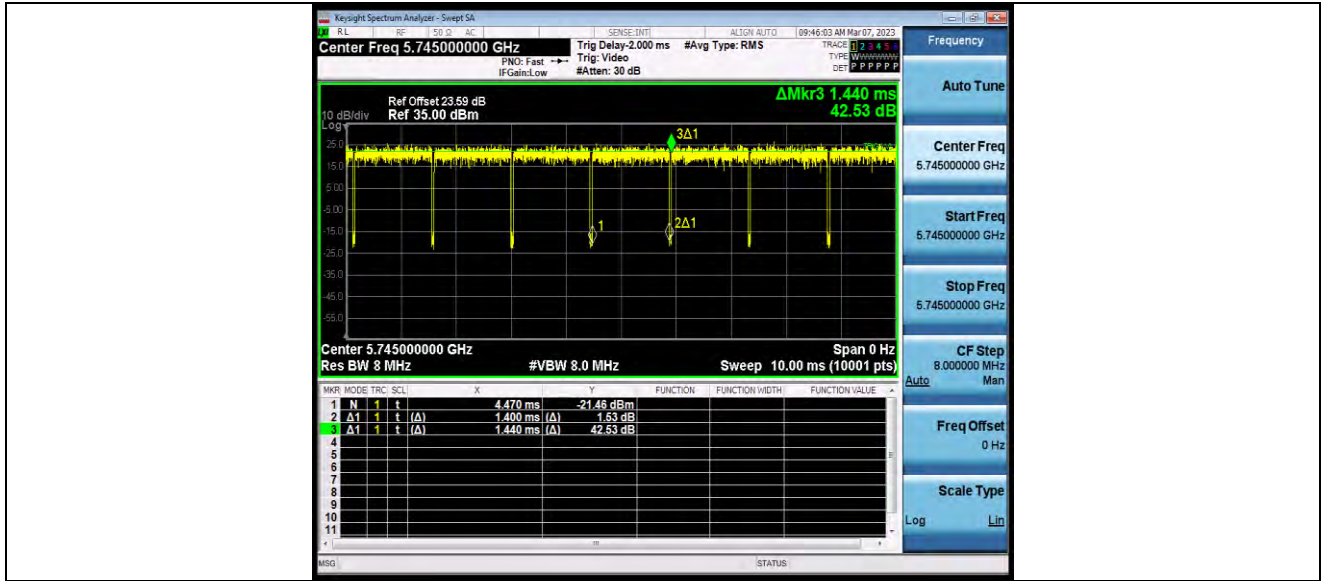 Keysight Spectrum Analyzer - Swept SA
RL RF 50 Ω AC SENSE:INT ALIGN AUTO 09:46:03 AM Mar 07, 2023
Center Freq 5.745000000 GHz Trig Delay-2.000 ms #Avg Type: RMS TRACE 1 2 3 4 5 6
PNO: Fast Trig: Video TYPE WWWWWW
IFGain:Low #Atten: 30 dB DET P P P P P P
Frequency
Auto Tune
Center Freq
5.745000000 GHz
Start Freq
5.745000000 GHz
Stop Freq
5.745000000 GHz
CF Step
8.000000 MHz
Auto Man
Freq Offset
0 Hz
Scale Type
Log Lin
ΔMkr3 1.440 ms
42.53 dB
Ref Offset 23.59 dB
10 dB/div Ref 35.00 dBm
Log
25.0
15.0
5.00
-5.00
-15.0
-25.0
-35.0
-45.0
-55.0
3Δ1
1
2Δ1
Center 5.745000000 GHz Span 0 Hz
Res BW 8 MHz #VBW 8.0 MHz Sweep 10.00 ms (10001 pts)
MKR MODE TRC SCL X Y FUNCTION FUNCTION WIDTH FUNCTION VALUE
1 N 1 t 4.470 ms -21.46 dBm
2 Δ1 1 t (Δ) 1.400 ms (Δ) 1.53 dB
3 Δ1 1 t (Δ) 1.440 ms (Δ) 42.53 dB
4
5
6
7
8
9
10
11
MSG STATUS